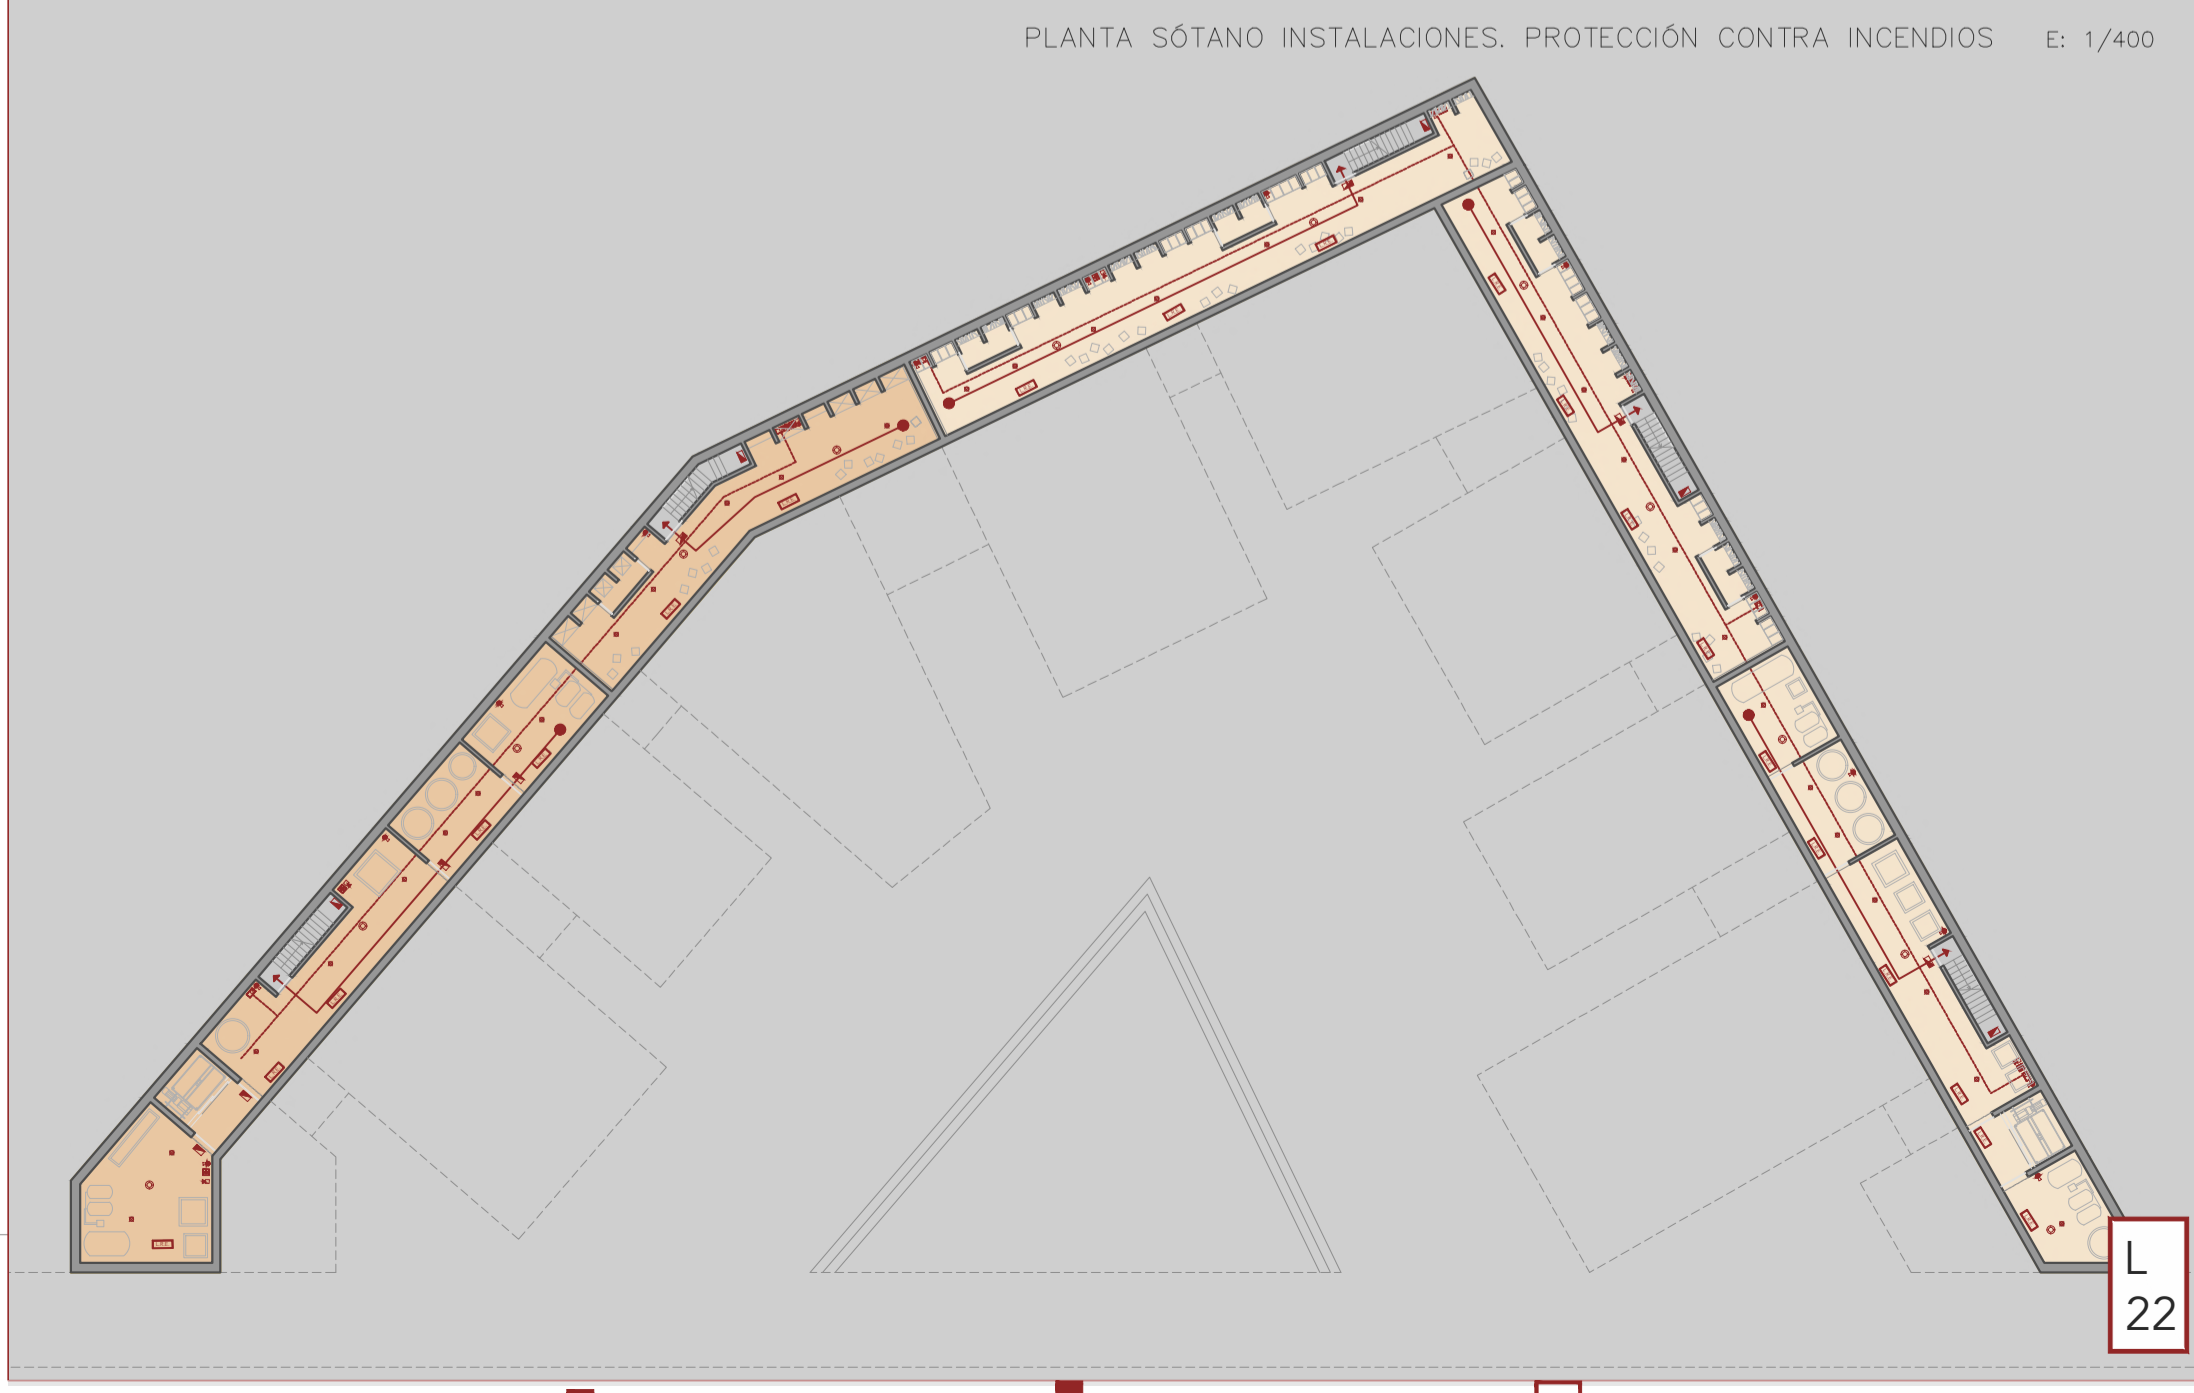 PLANTA SÓTANO INSTALACIONES. PROTECCIÓN CONTRA INCENDIOS E: 1/400
L
22